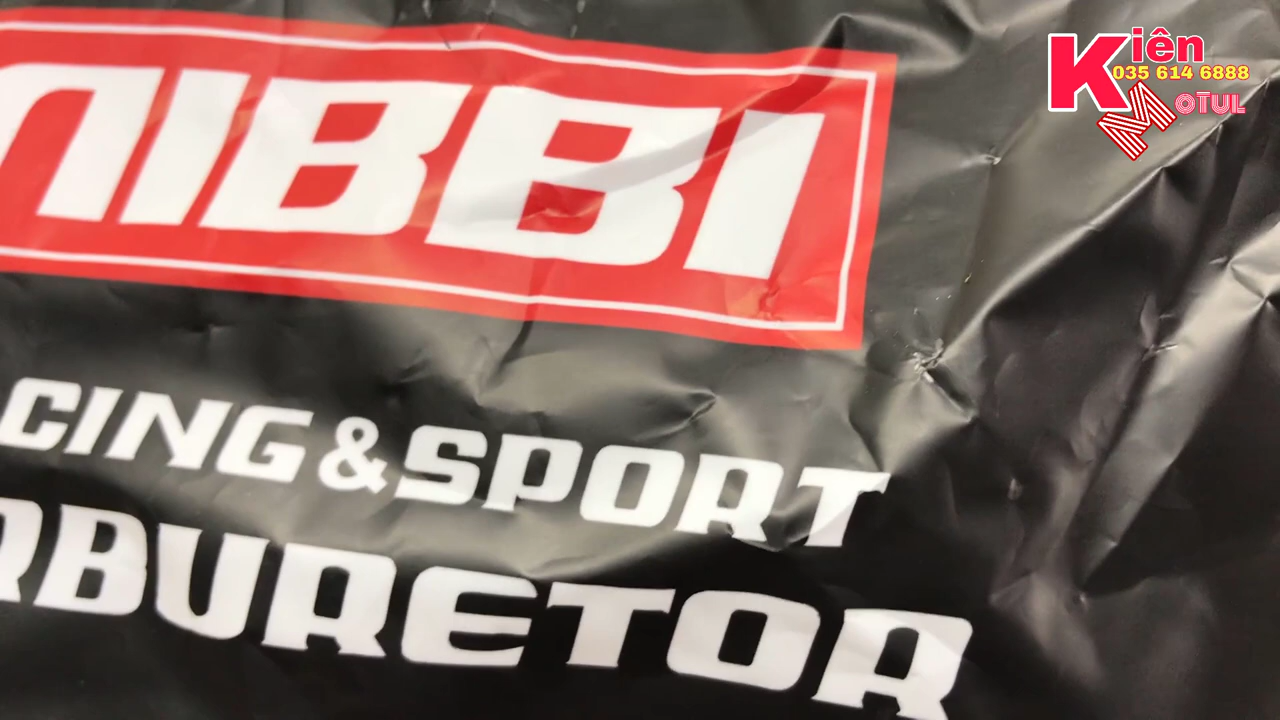 NIBBI
CING & SPORT
RBURETOR
Kiên
035 614 6888
MOTUL